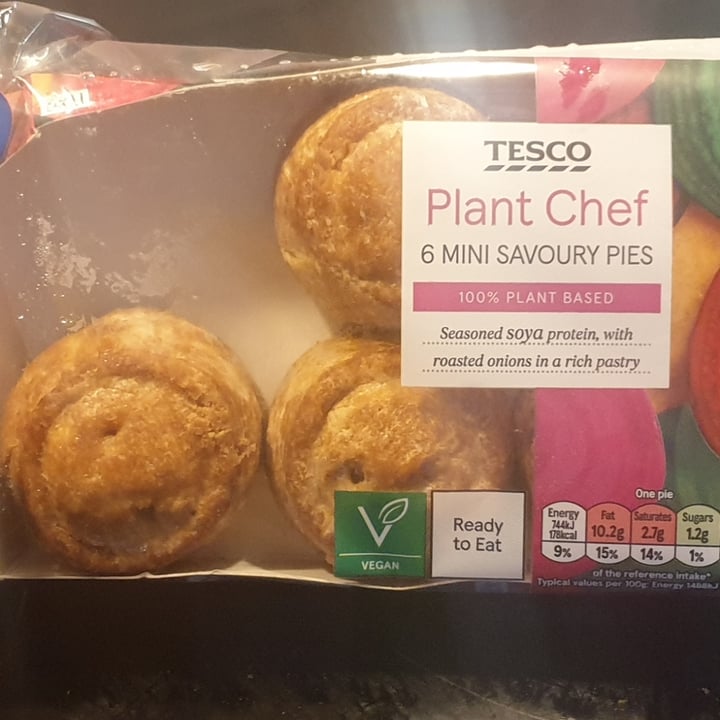 TESCO
Plant Chef
6 MINI SAVOURY PIES
100% PLANT BASED
Seasoned soya protein, with
roasted onions in a rich pastry
V
VEGAN
Ready
to Eat
One pie
Energy
744kJ
178kcal
9%
Fat
10.2g
15%
Saturates
2.7g
14%
Sugars
1.2g
1%
of the reference intake*
Typical values per 100g: Energy 1488kJ